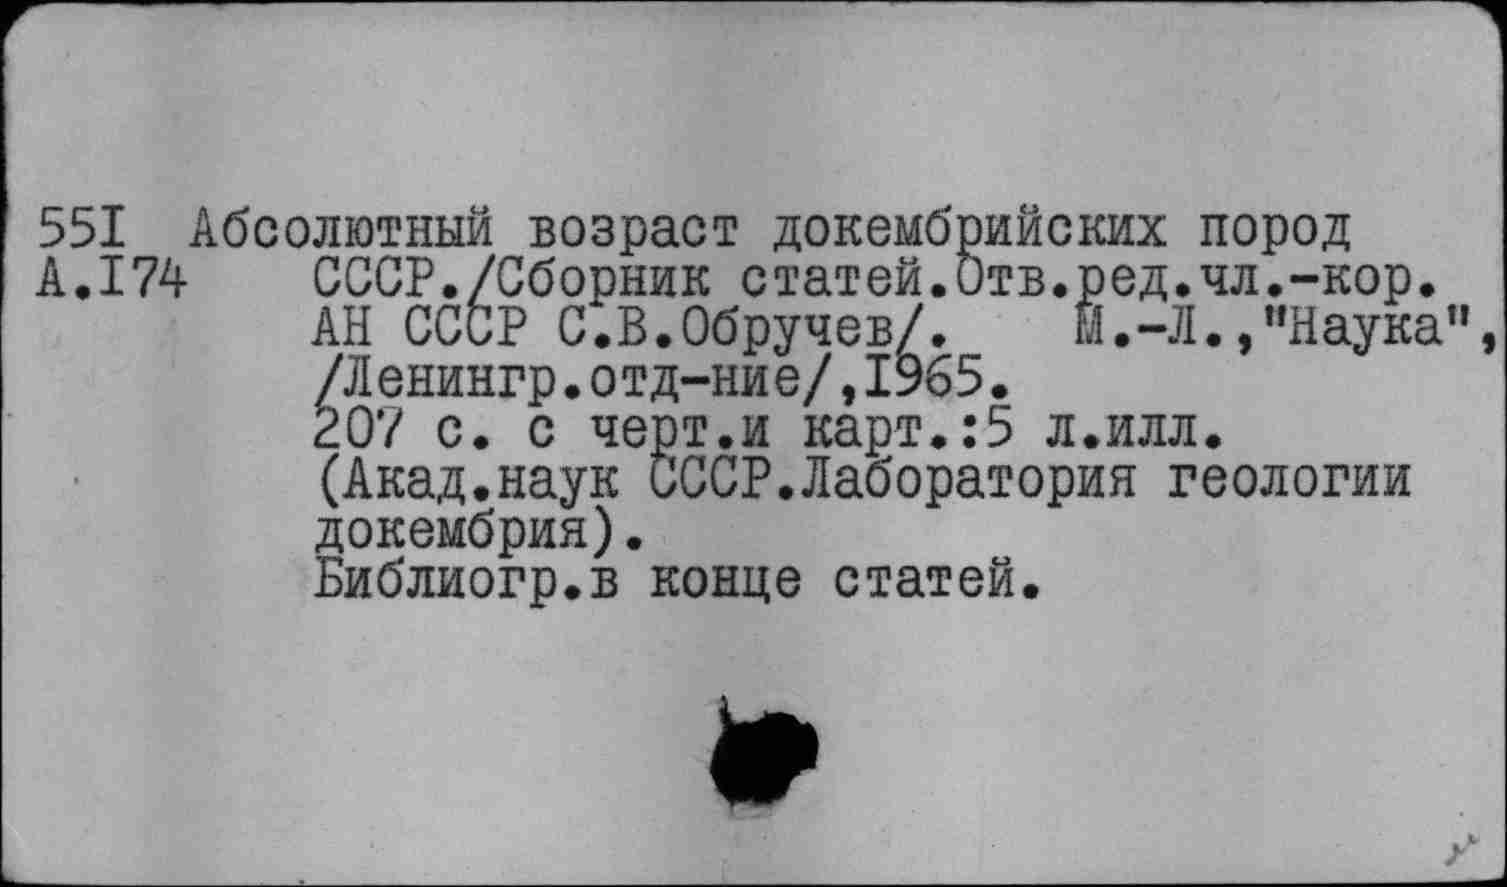 551 Абсолютный возраст докембрийских пород
А.174 СССР./Сборник статей.Отв.ред.чл.-кор.
АН СССР С.В.Обручев/. М.-Л.,"Наука",
/Ленингр.отд-ние/,1965.
207 с. с черт.и карт.:5 л.илл.
(Акад.наук СССР.Лаборатория геологии
докембрия).
Библиогр.в конце статей.